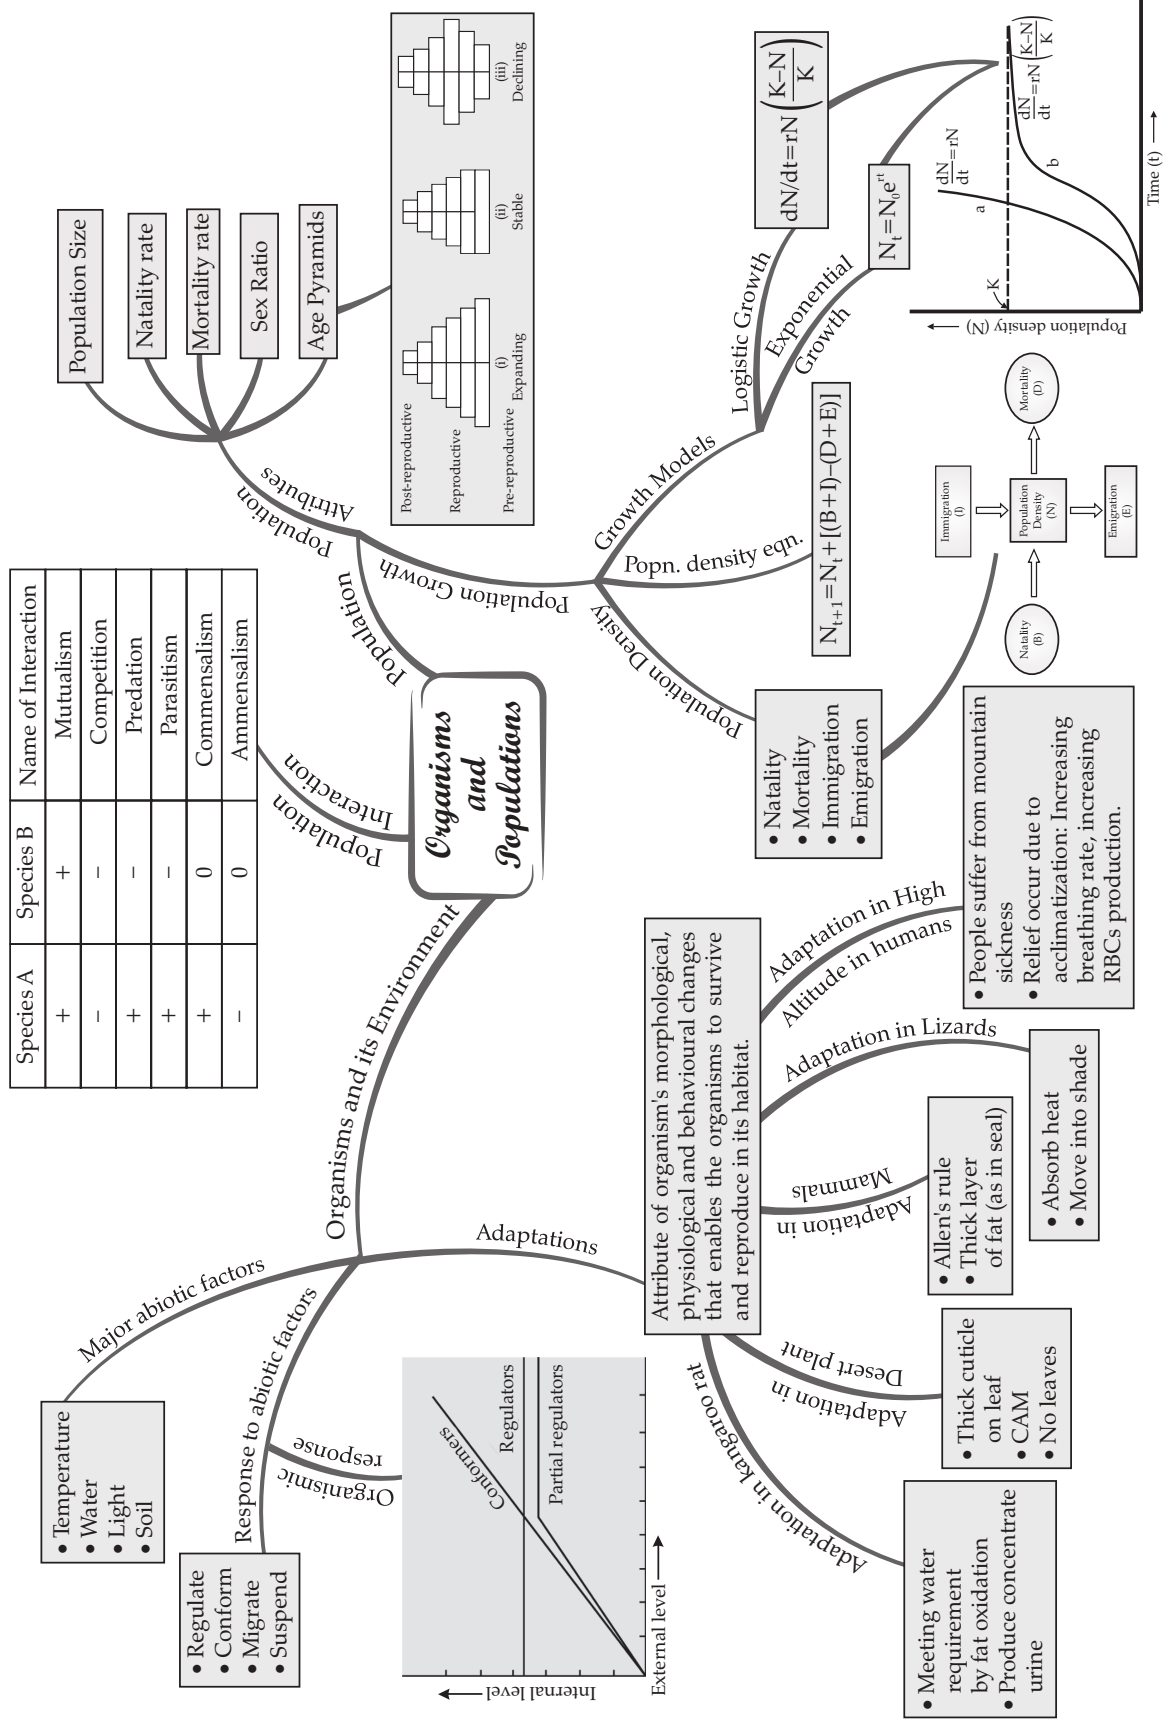 Organisms
and
Populations
Organisms and its Environment
Major abiotic factors
• Temperature
• Water
• Light
• Soil
Response to abiotic factors
• Regulate
• Conform
• Migrate
• Suspend
Organismic
response
Internal level
External level
Conformers
Regulators
Partial regulators
Adaptations
Attribute of organism's morphological,
physiological and behavioural changes
that enables the organisms to survive
and reproduce in its habitat.
Adaptation in kangaroo rat
• Meeting water
requirement
by fat oxidation
• Produce concentrate
urine
Adaptation in
Desert plant
• Thick cuticle
on leaf
• CAM
• No leaves
Adaptation in
Mammals
• Allen's rule
• Thick layer
of fat (as in seal)
Adaptation in Lizards
• Absorb heat
• Move into shade
Adaptation in High
Altitude in humans
• People suffer from mountain
sickness
• Relief occur due to
acclimatization: Increasing
breathing rate, increasing
RBCs production.
Population
Interaction
Species A Species B Name of Interaction
+ + Mutualism
– – Competition
+ – Predation
+ – Parasitism
+ 0 Commensalism
– 0 Ammensalism
Population
Population
Attributes
Population Size
Natality rate
Mortality rate
Sex Ratio
Age Pyramids
Post-reproductive
Reproductive
Pre-reproductive
(i)
Expanding
(ii)
Stable
(iii)
Declining
Population Growth
Population Density
• Natality
• Mortality
• Immigration
• Emigration
Natality
(B)
Immigration
(I)
Population
Density
(N)
Emigration
(E)
Mortality
(D)
Popn. density eqn.
Nt+1=Nt+[(B+I)–(D+E)]
Growth Models
Logistic Growth
dN/dt=rN((K–N)/K)
Exponential
Growth
Nt=N0e^rt
Population density (N)
K
a
dN/dt=rN
b
dN/dt=rN((K–N)/K)
Time (t)